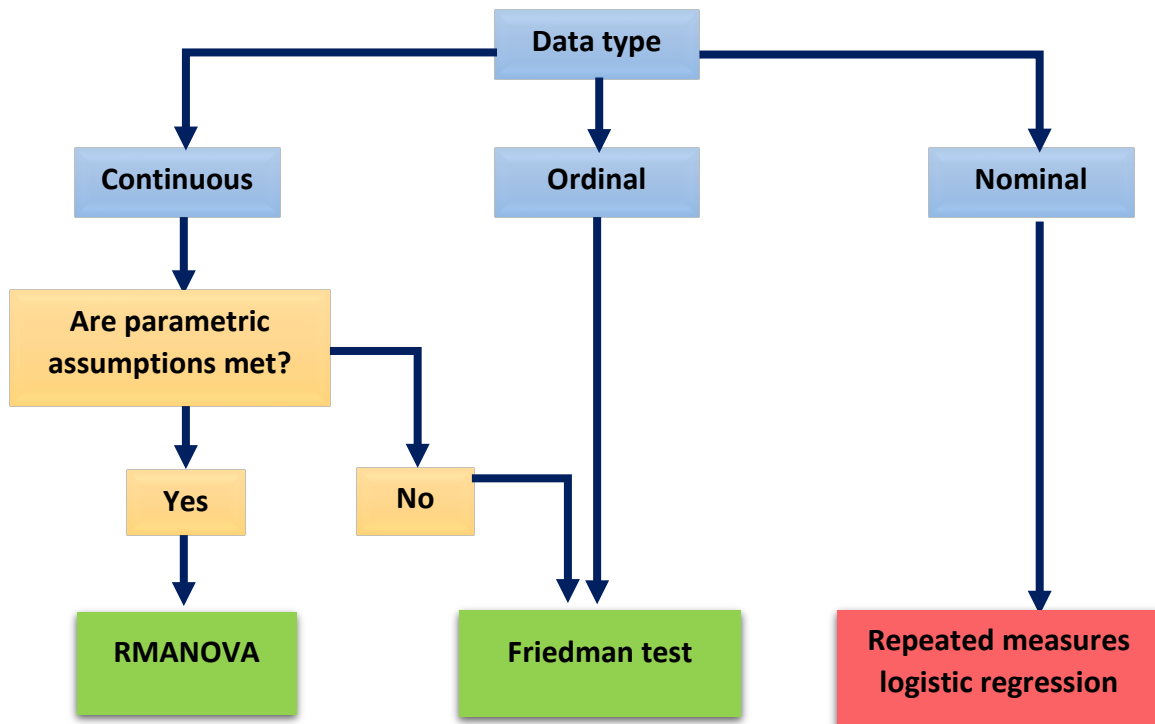 Data type
Continuous
Ordinal
Nominal
Are parametric
assumptions met?
Yes
No
RMANOVA
Friedman test
Repeated measures
logistic regression